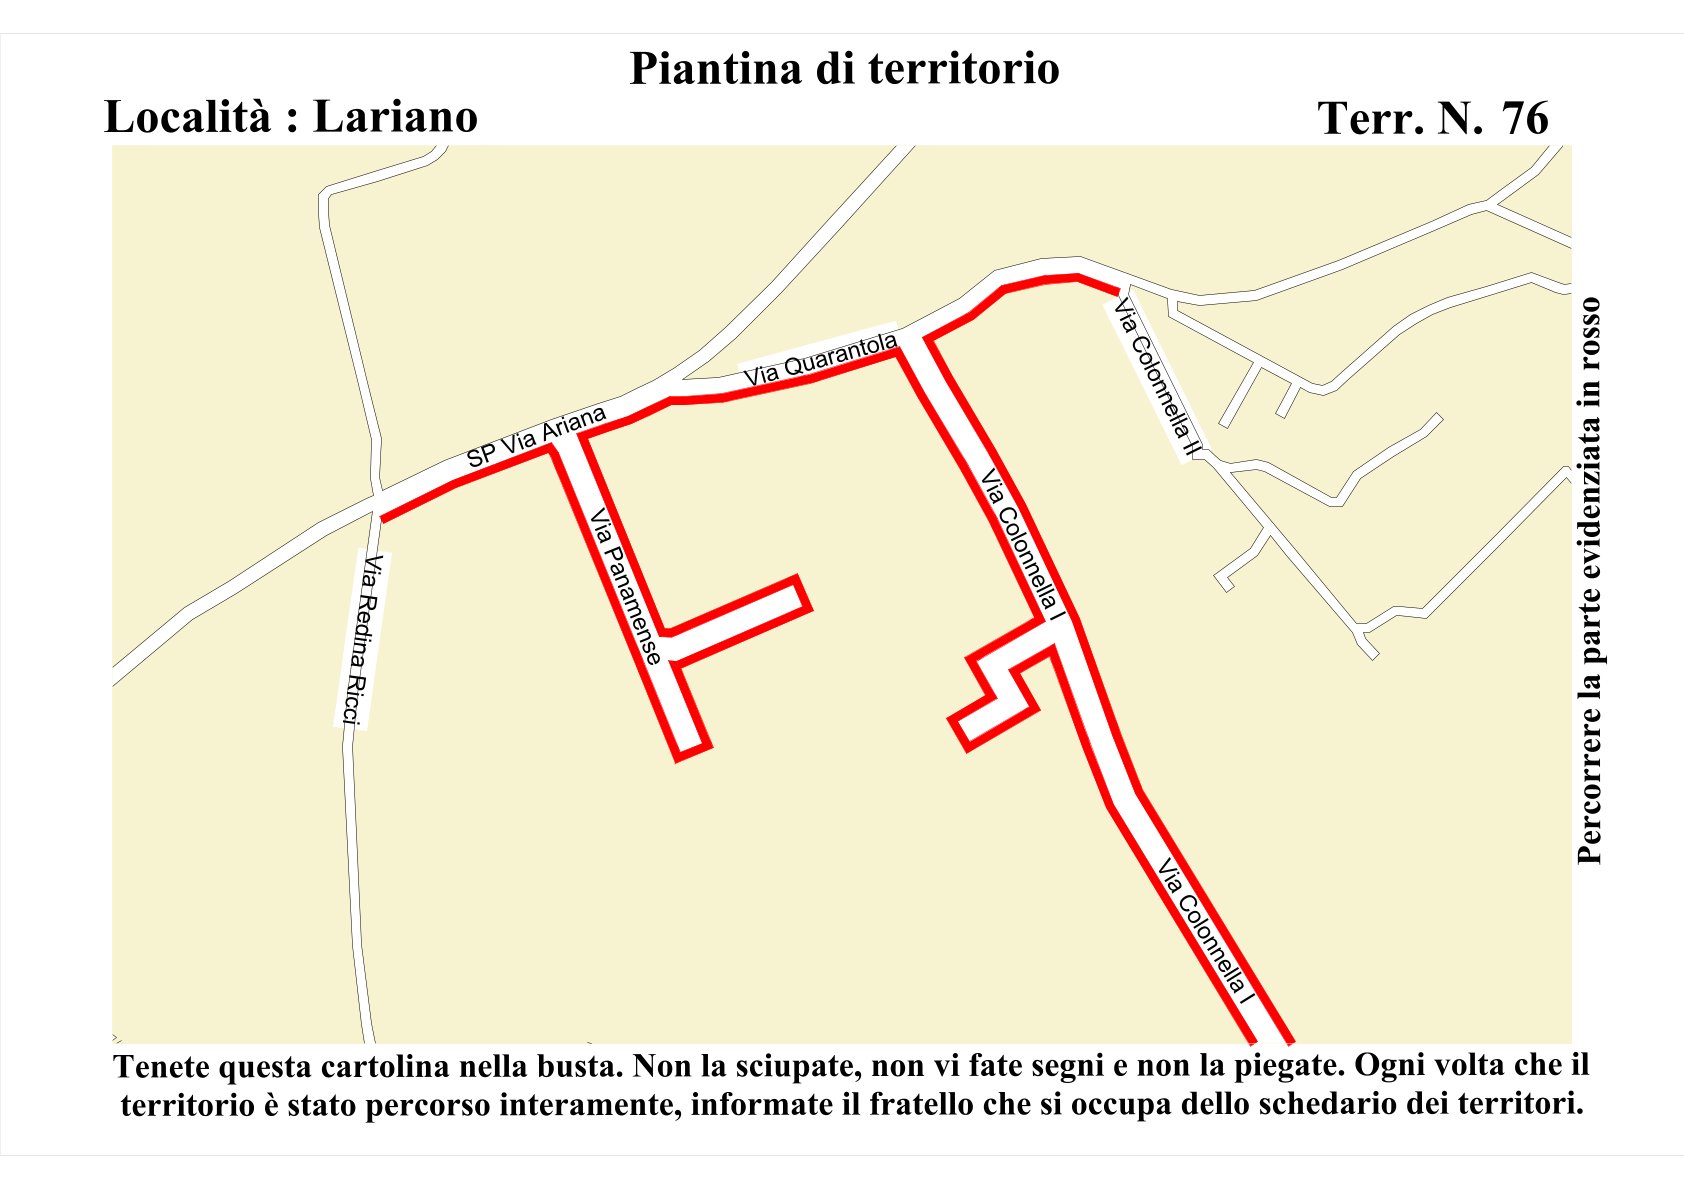 Piantina di territorio
Località : Lariano
Terr. N. 76
Via Quarantola
SP Via Ariana
Via Colonnella II
Via Colonnella I
Via Panamense
Via Redina Ricci
Via Colonnella I
Percorrere la parte evidenziata in rosso
Tenete questa cartolina nella busta. Non la sciupate, non vi fate segni e non la piegate. Ogni volta che il
territorio è stato percorso interamente, informate il fratello che si occupa dello schedario dei territori.